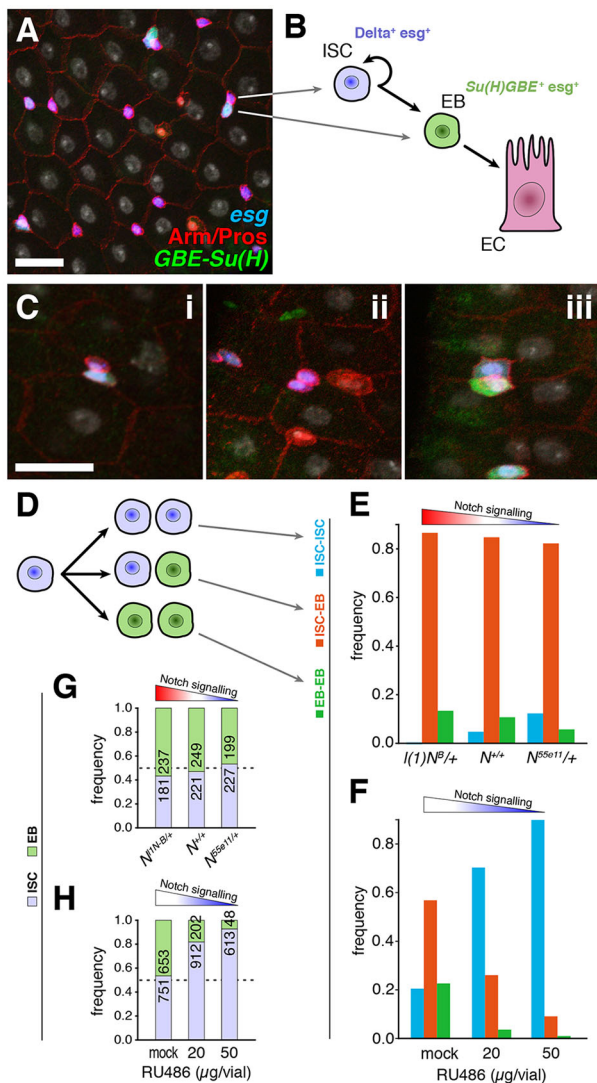 A
esg
Arm/Pros
GBE-Su(H)
B
Delta⁺ esg⁺
ISC
Su(H)GBE⁺ esg⁺
EB
EC
C
i
ii
iii
D
ISC-ISC
ISC-EB
EB-EB
E
Notch signalling
frequency
0.8
0.6
0.4
0.2
0.0
l(1)Nᴮ/+
N⁺/⁺
N⁵⁵ᵉ¹¹/+
G
Notch signalling
frequency
1.0
0.8
0.6
0.4
0.2
0.0
181 237
221 249
227 199
Nˡ¹ᴺ⁻ᴮ/⁺
N⁺/⁺
N⁵⁵ᵉ¹¹/⁺
EB
ISC
H
Notch signalling
frequency
1.0
0.8
0.6
0.4
0.2
0.0
751 653
912 202
613 48
mock 20 50
RU486 (µg/vial)
F
Notch signalling
frequency
0.8
0.6
0.4
0.2
0.0
mock 20 50
RU486 (µg/vial)